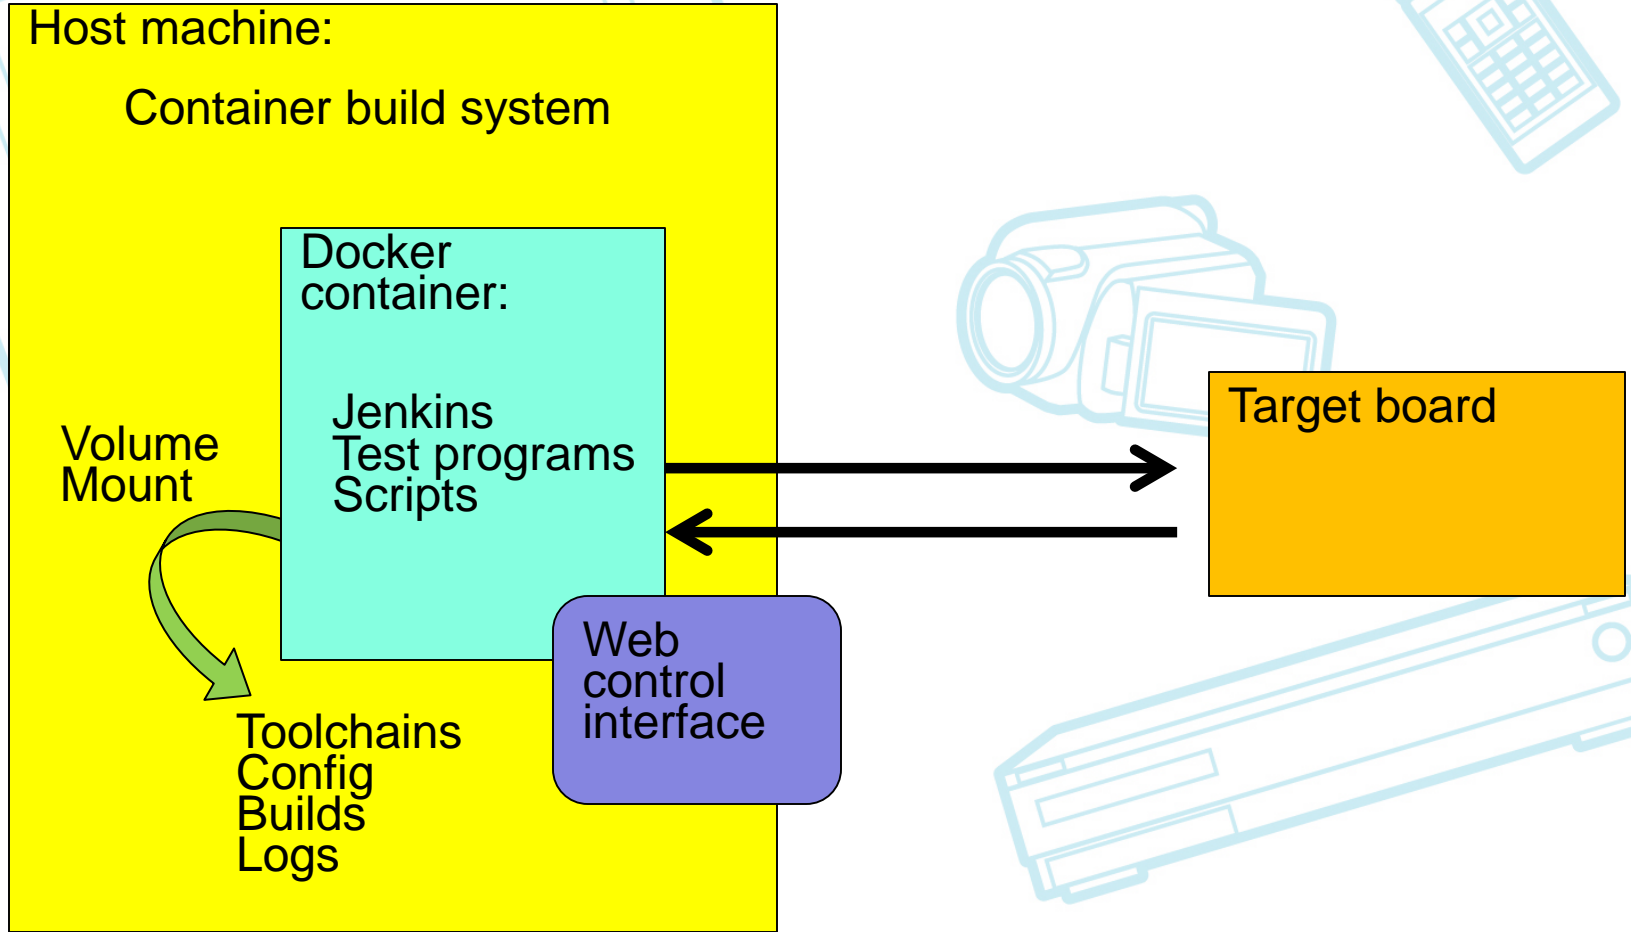 Host machine:
Container build system
Docker
container:
Jenkins
Test programs
Scripts
Volume
Mount
Target board
Web
control
interface
Toolchains
Config
Builds
Logs